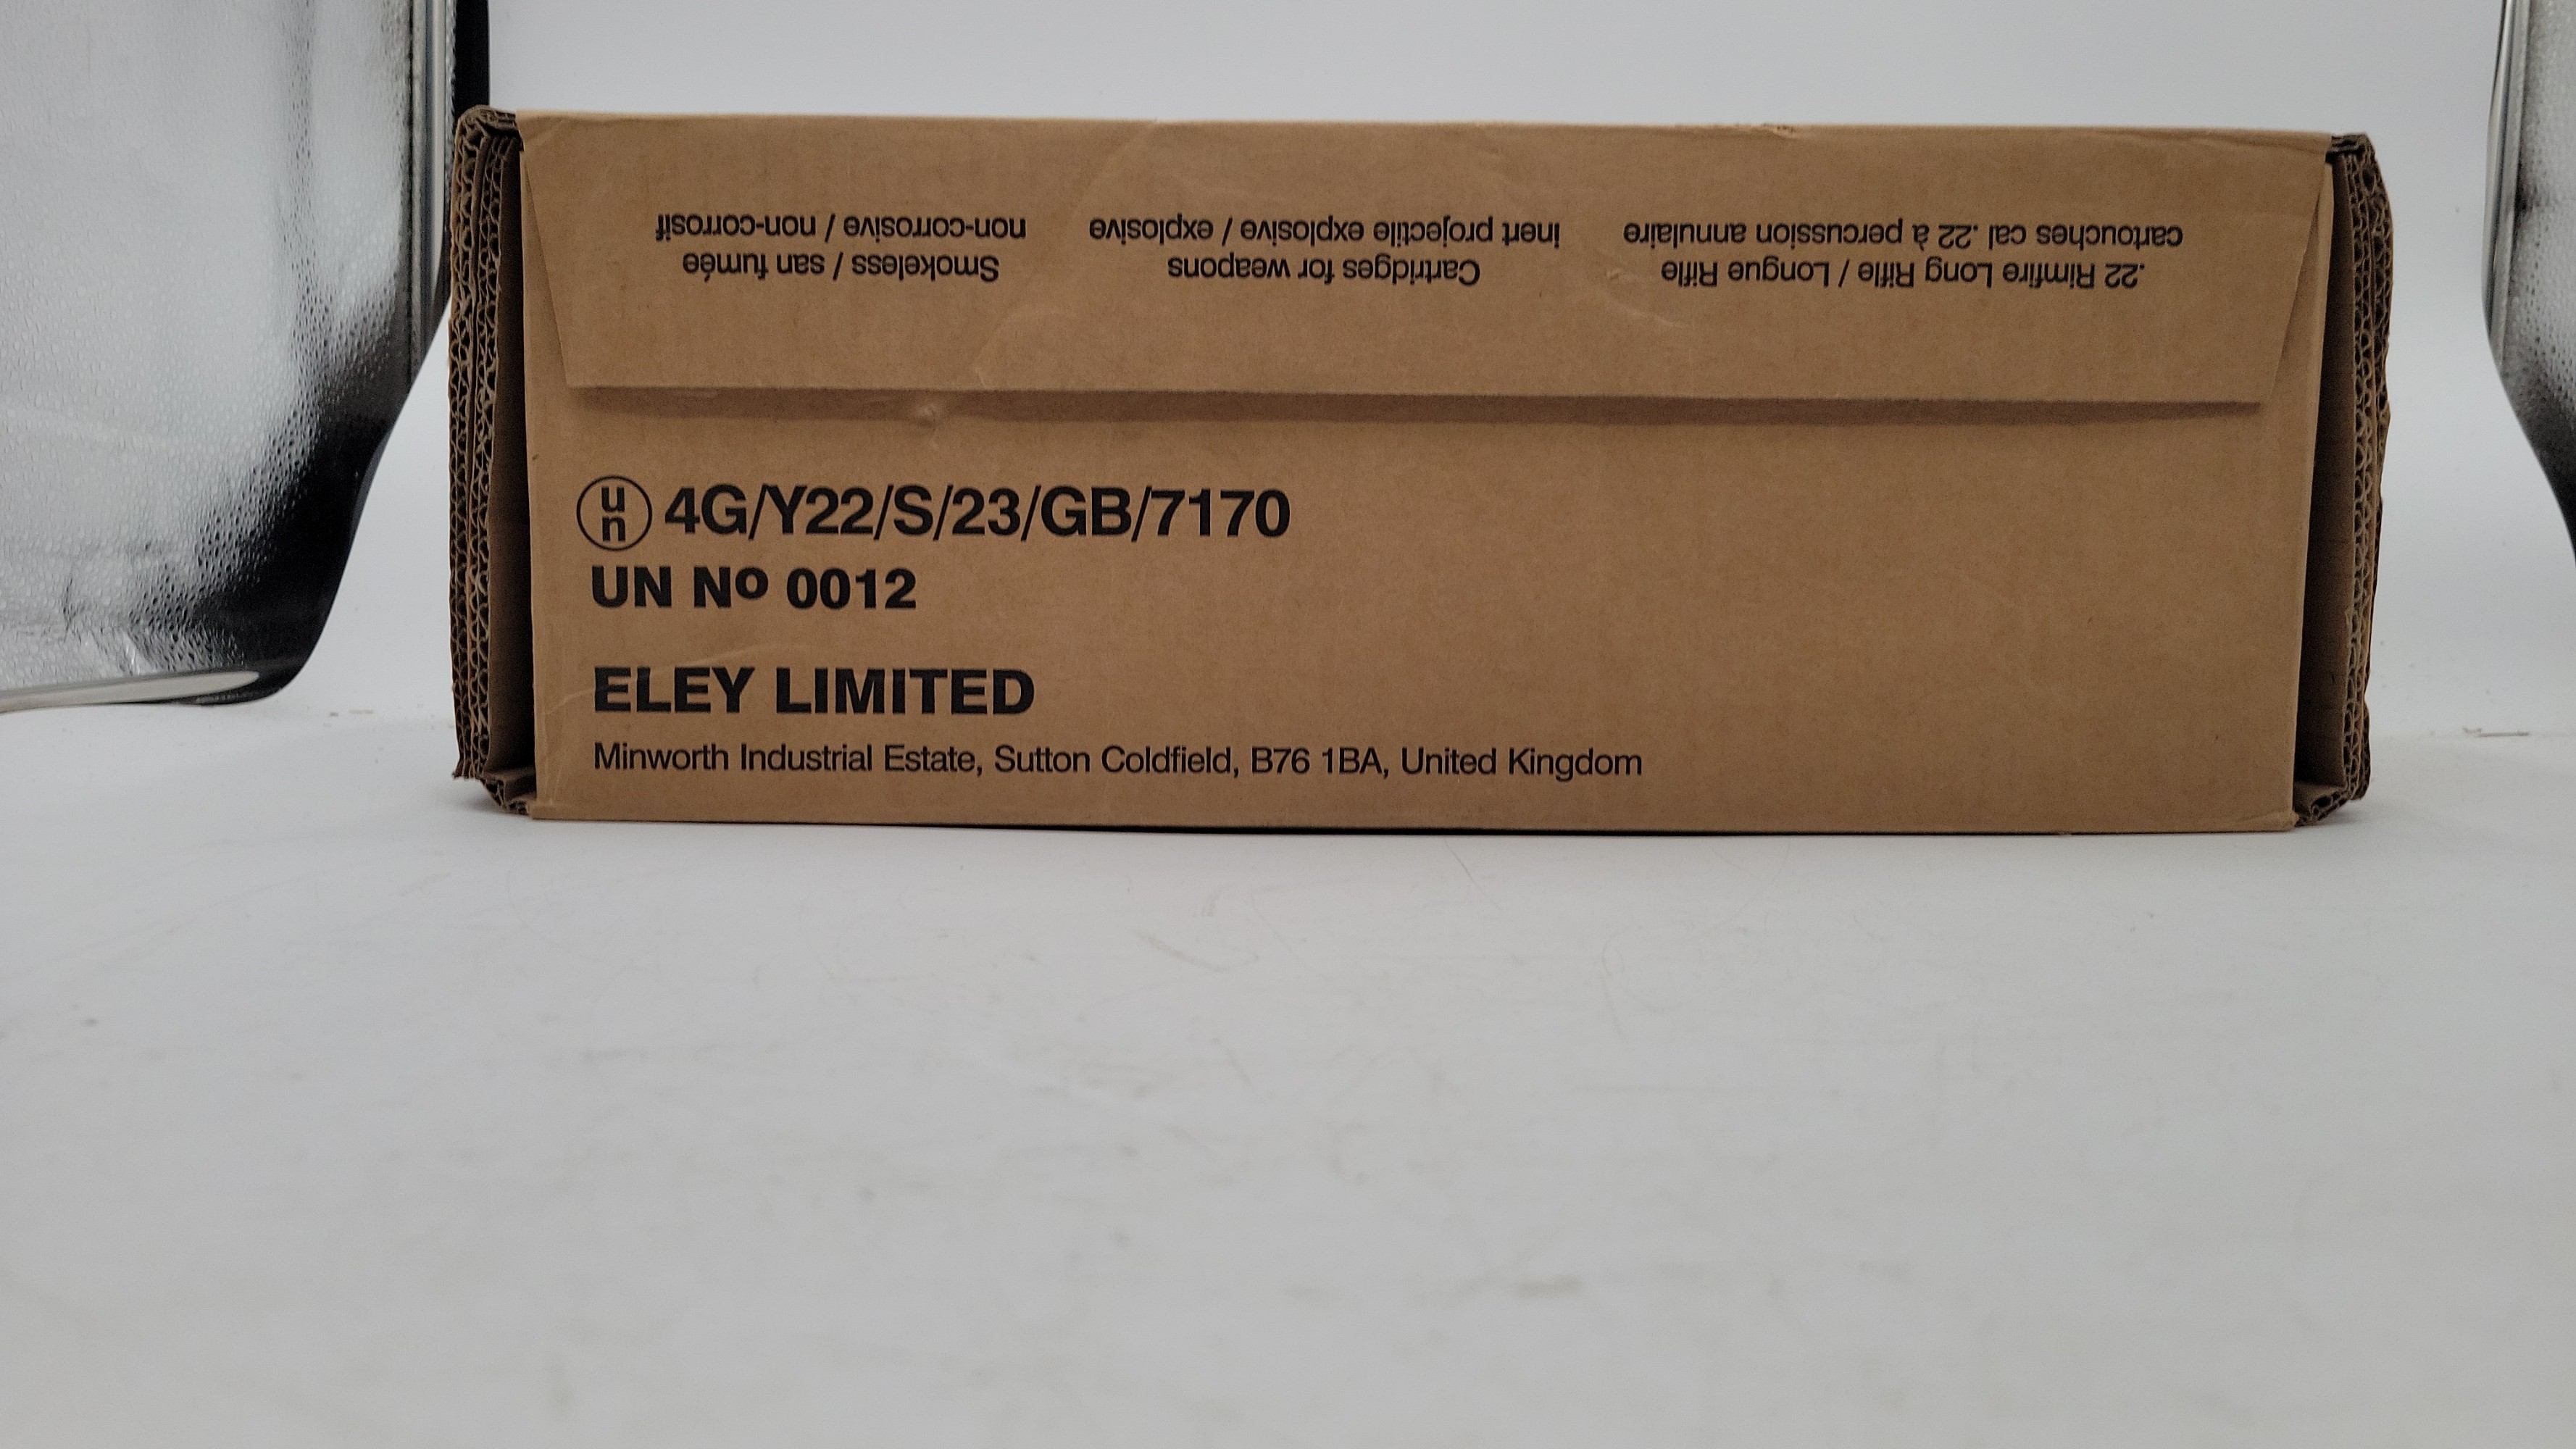 .22 Rimfire Long Rifle / Longue Rifle
cartouches cal .22 à percussion annulaire
Cartridges for weapons
inert projectile explosive / explosive
Smokeless / san fumée
non-corrosive / non-corrosif
un 4G/Y22/S/23/GB/7170
UN Nº 0012
ELEY LIMITED
Minworth Industrial Estate, Sutton Coldfield, B76 1BA, United Kingdom